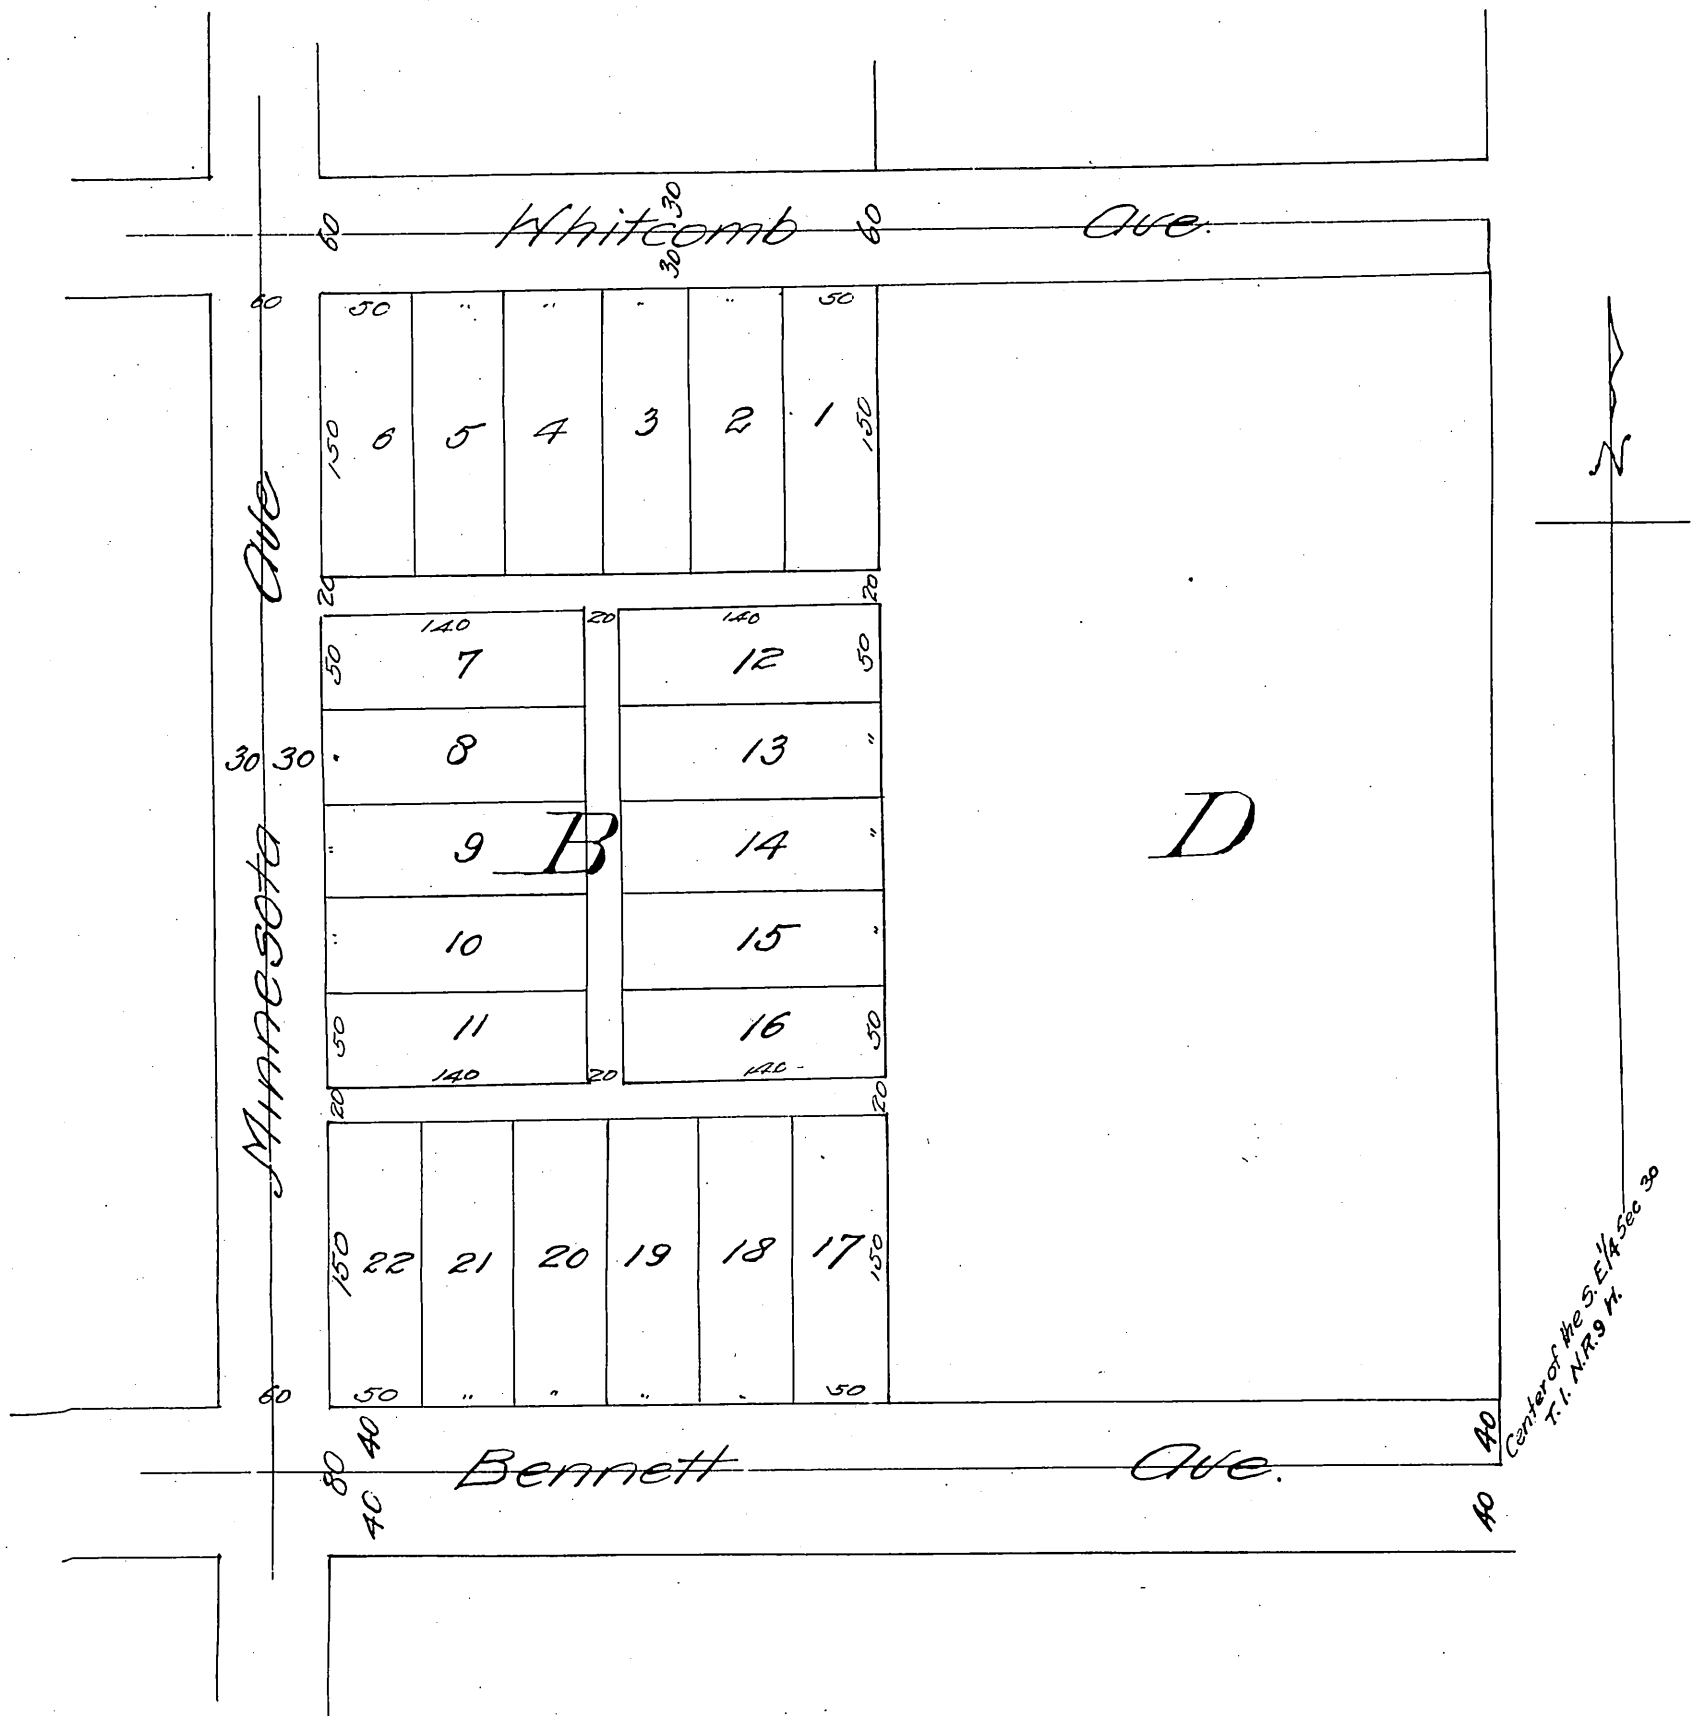 30
60 Whitcomb 60 Ave.
30
60 50 " " " " 50
150 6 5 4 3 2 1 150
Ave
20 20
140 20 140
50 7 12 50
30 30 " 8 13 "
" 9 B 14 "
D
" 10 15 "
50 11 16 50
140 20 140
20 20
Minnesota
N
150 22 21 20 19 18 17 150
60 50 " " " " 50
40 40
80 Bennett Ave.
40 40
Center of the S.E.1/4 Sec 30
T. 1. N.R.9 W.